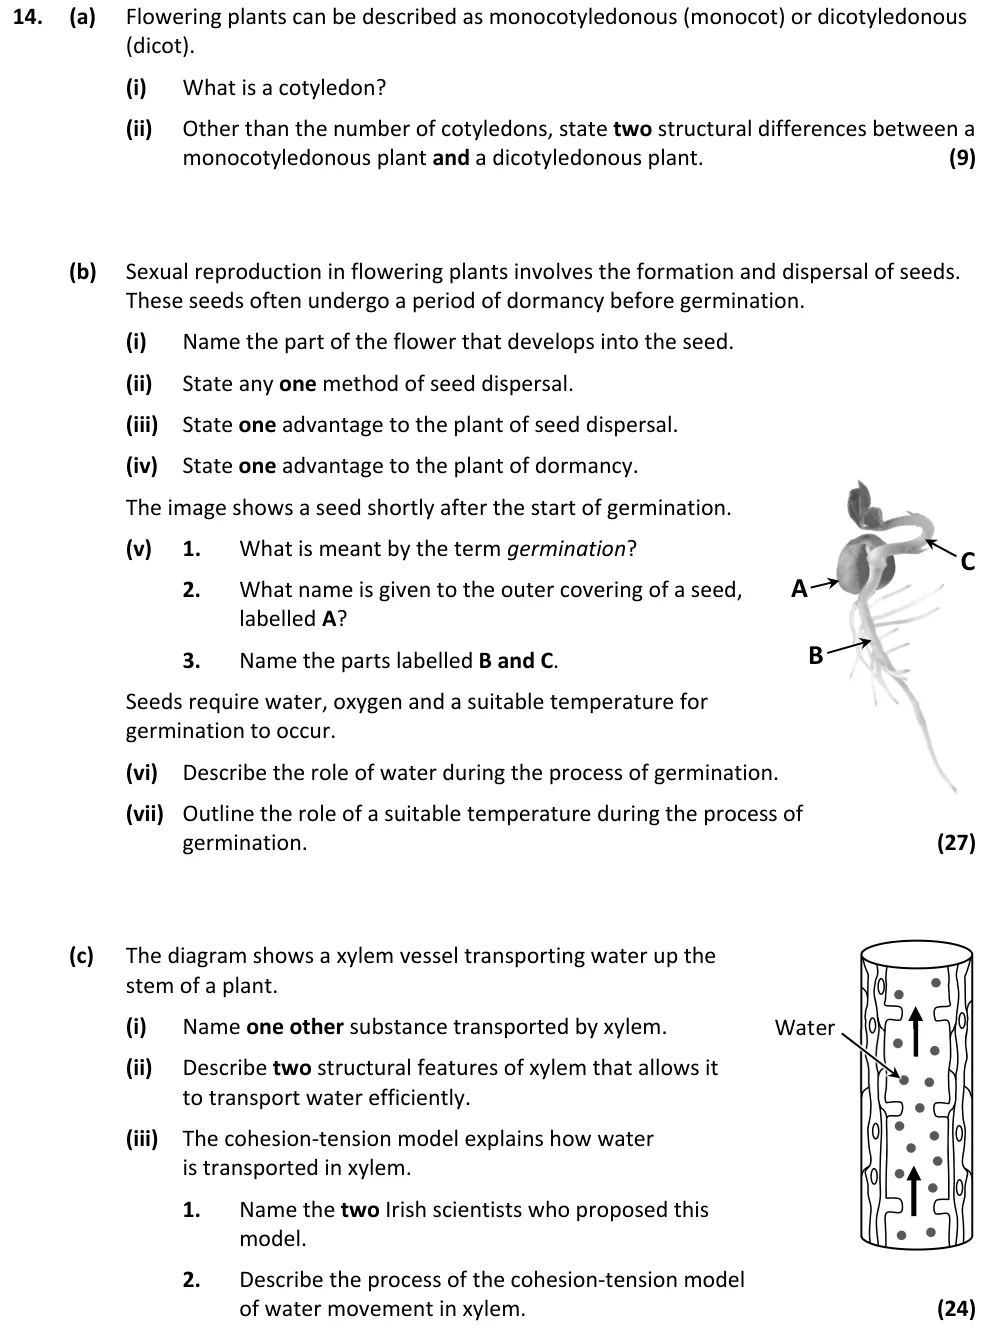 14. (a) Flowering plants can be described as monocotyledonous (monocot) or dicotyledonous
(dicot).
(i) What is a cotyledon?
(ii) Other than the number of cotyledons, state two structural differences between a
monocotyledonous plant and a dicotyledonous plant. (9)
(b) Sexual reproduction in flowering plants involves the formation and dispersal of seeds.
These seeds often undergo a period of dormancy before germination.
(i) Name the part of the flower that develops into the seed.
(ii) State any one method of seed dispersal.
(iii) State one advantage to the plant of seed dispersal.
(iv) State one advantage to the plant of dormancy.
The image shows a seed shortly after the start of germination.
(v) 1. What is meant by the term germination?
2. What name is given to the outer covering of a seed,
labelled A?
3. Name the parts labelled B and C.
A
B
C
Seeds require water, oxygen and a suitable temperature for
germination to occur.
(vi) Describe the role of water during the process of germination.
(vii) Outline the role of a suitable temperature during the process of
germination. (27)
(c) The diagram shows a xylem vessel transporting water up the
stem of a plant.
(i) Name one other substance transported by xylem.
(ii) Describe two structural features of xylem that allows it
to transport water efficiently.
(iii) The cohesion-tension model explains how water
is transported in xylem.
1. Name the two Irish scientists who proposed this
model.
2. Describe the process of the cohesion-tension model
of water movement in xylem. (24)
Water